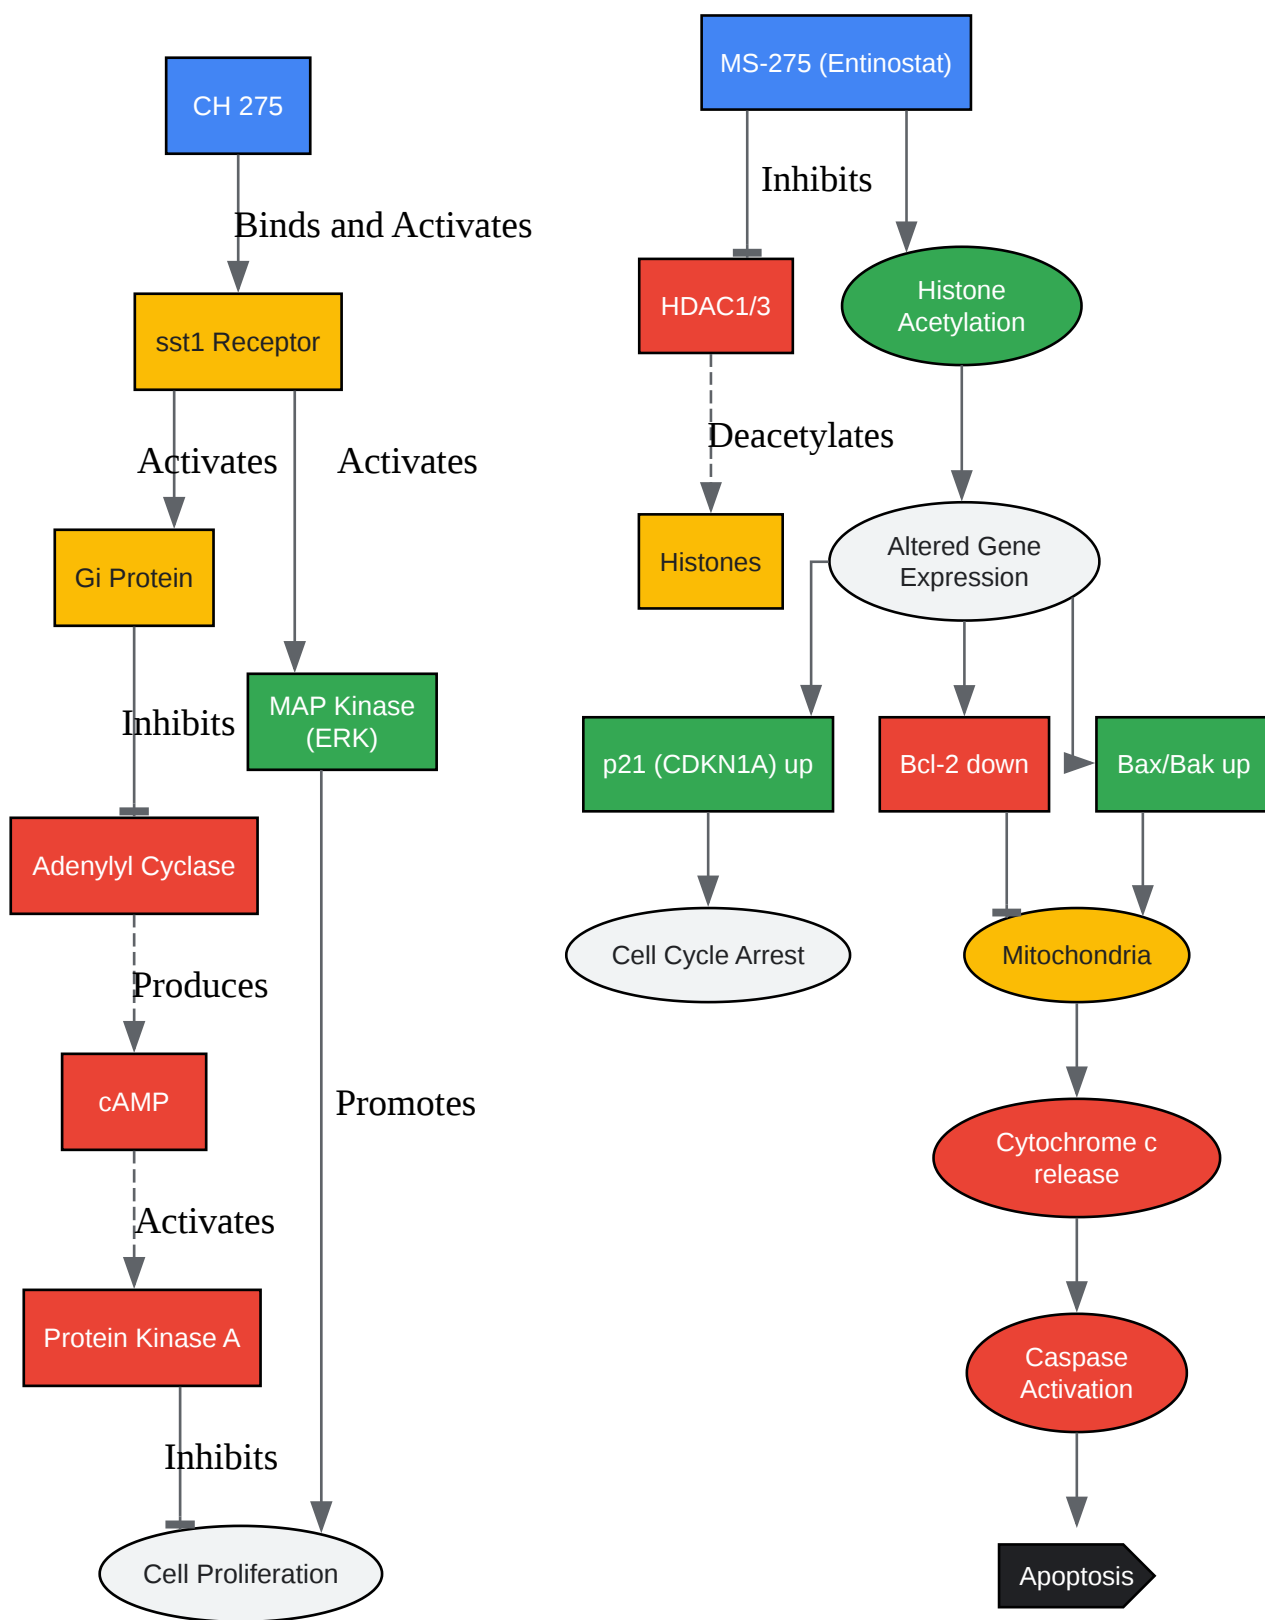 CH 275
Binds and Activates
sst1 Receptor
Activates
Activates
Gi Protein
MAP Kinase
(ERK)
Inhibits
Adenylyl Cyclase
Produces
cAMP
Promotes
Activates
Protein Kinase A
Inhibits
Cell Proliferation
MS-275 (Entinostat)
Inhibits
HDAC1/3
Histone
Acetylation
Deacetylates
Histones
Altered Gene
Expression
p21 (CDKN1A) up
Bcl-2 down
Bax/Bak up
Cell Cycle Arrest
Mitochondria
Cytochrome c
release
Caspase
Activation
Apoptosis